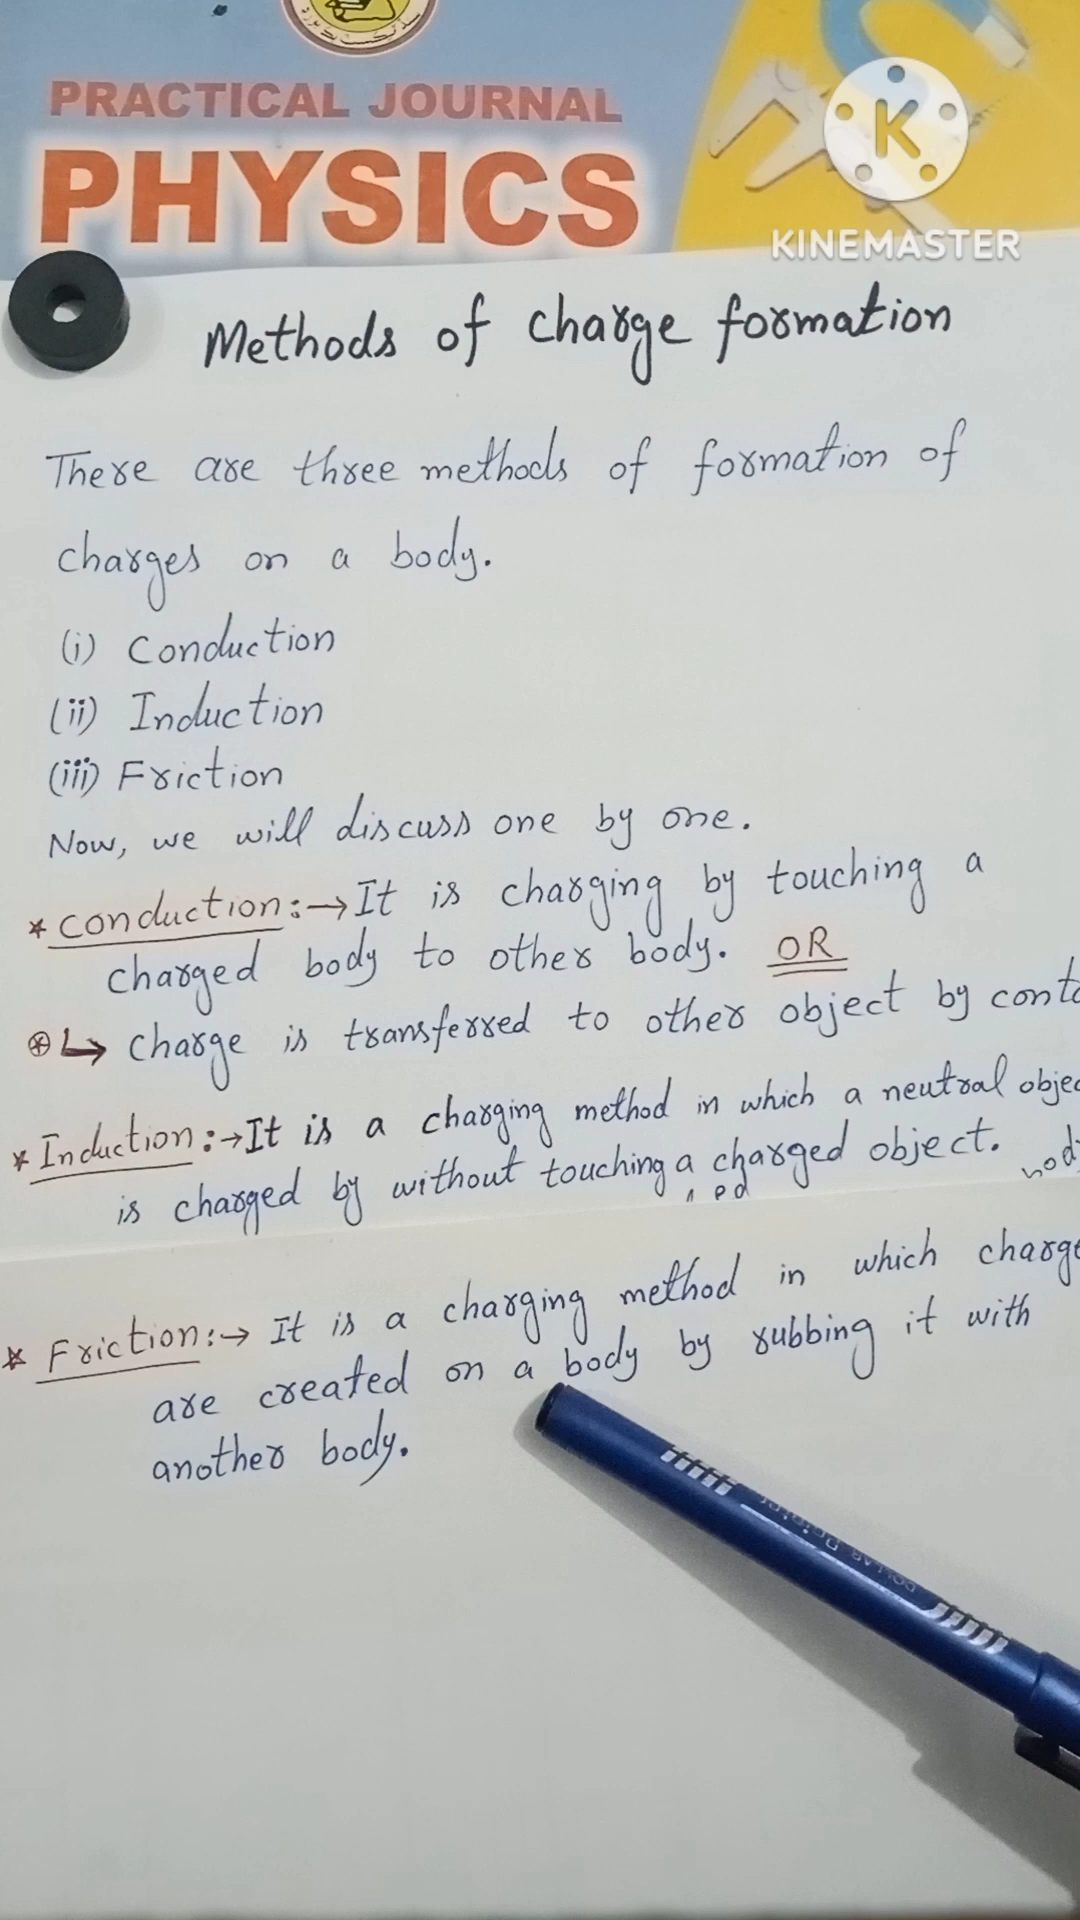 PRACTICAL JOURNAL
PHYSICS
K
KINEMASTER
Methods of charge formation
There are three methods of formation of
charges on a body.
(i) Conduction
(ii) Induction
(iii) Friction
Now, we will discuss one by one.
* Conduction:→It is charging by touching a
charged body to other body. OR
⊛↳ charge is transferred to other object by conta
* Induction:→It is a charging method in which a neutral objec
is charged by without touching a charged object.
* Friction:→ It is a charging method in which charge
are created on a body by rubbing it with
another body.